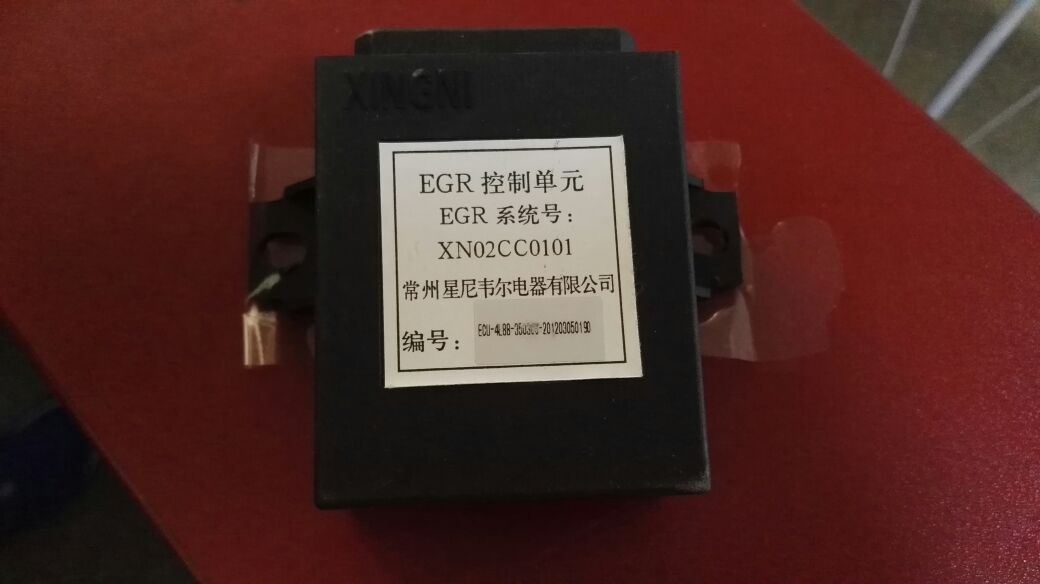 XINGNI
EGR 控制单元
EGR 系统号：
XN02CC0101
常州星尼韦尔电器有限公司
编号：